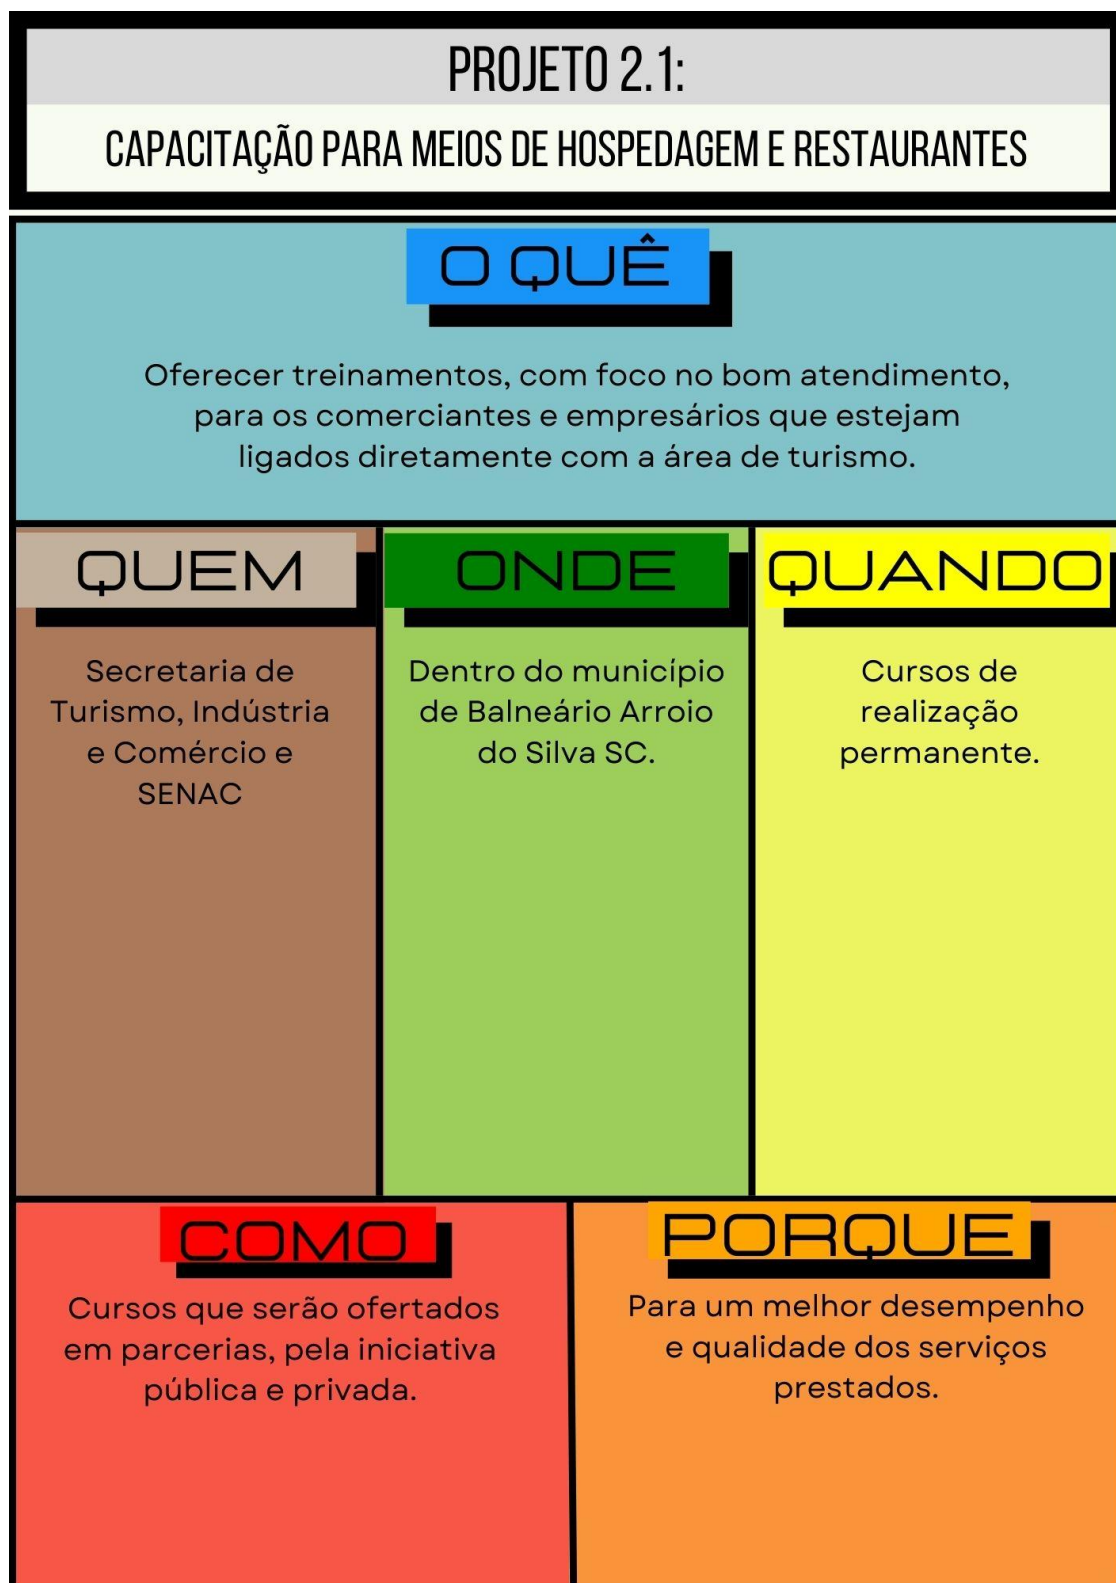 PROJETO 2.1:
CAPACITAÇÃO PARA MEIOS DE HOSPEDAGEM E RESTAURANTES
O QUÊ
Oferecer treinamentos, com foco no bom atendimento,
para os comerciantes e empresários que estejam
ligados diretamente com a área de turismo.
QUEM
Secretaria de
Turismo, Indústria
e Comércio e
SENAC
ONDE
Dentro do município
de Balneário Arroio
do Silva SC.
QUANDO
Cursos de
realização
permanente.
COMO
Cursos que serão ofertados
em parcerias, pela iniciativa
pública e privada.
PORQUE
Para um melhor desempenho
e qualidade dos serviços
prestados.